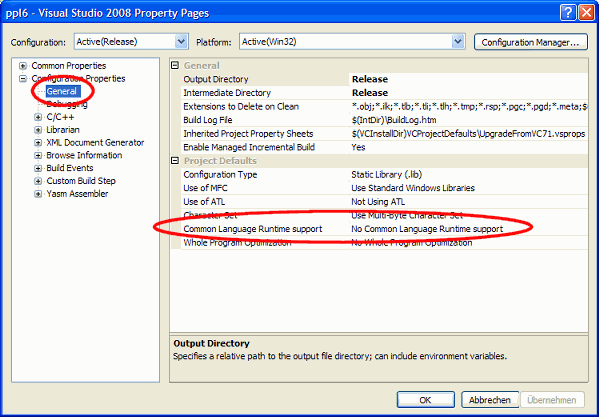 ppl6 - Visual Studio 2008 Property Pages
Configuration: Active(Release) Platform: Active(Win32) Configuration Manager...
Common Properties
Configuration Properties
General
Debugging
C/C++
Librarian
XML Document Generator
Browse Information
Build Events
Custom Build Step
Yasm Assembler
General
Output Directory Release
Intermediate Directory Release
Extensions to Delete on Clean *.obj;*.ilk;*.tlb;*.tli;*.tlh;*.tmp;*.rsp;*.pgc;*.pgd;*.meta;$(
Build Log File $(IntDir)\BuildLog.htm
Inherited Project Property Sheets $(VCInstallDir)VCProjectDefaults\UpgradeFromVC71.vsprops
Enable Managed Incremental Build Yes
Project Defaults
Configuration Type Static Library (.lib)
Use of MFC Use Standard Windows Libraries
Use of ATL Not Using ATL
Character Set Use Multi-Byte Character Set
Common Language Runtime support No Common Language Runtime support
Whole Program Optimization No Whole Program Optimization
Output Directory
Specifies a relative path to the output file directory; can include environment variables.
OK Abbrechen Übernehmen